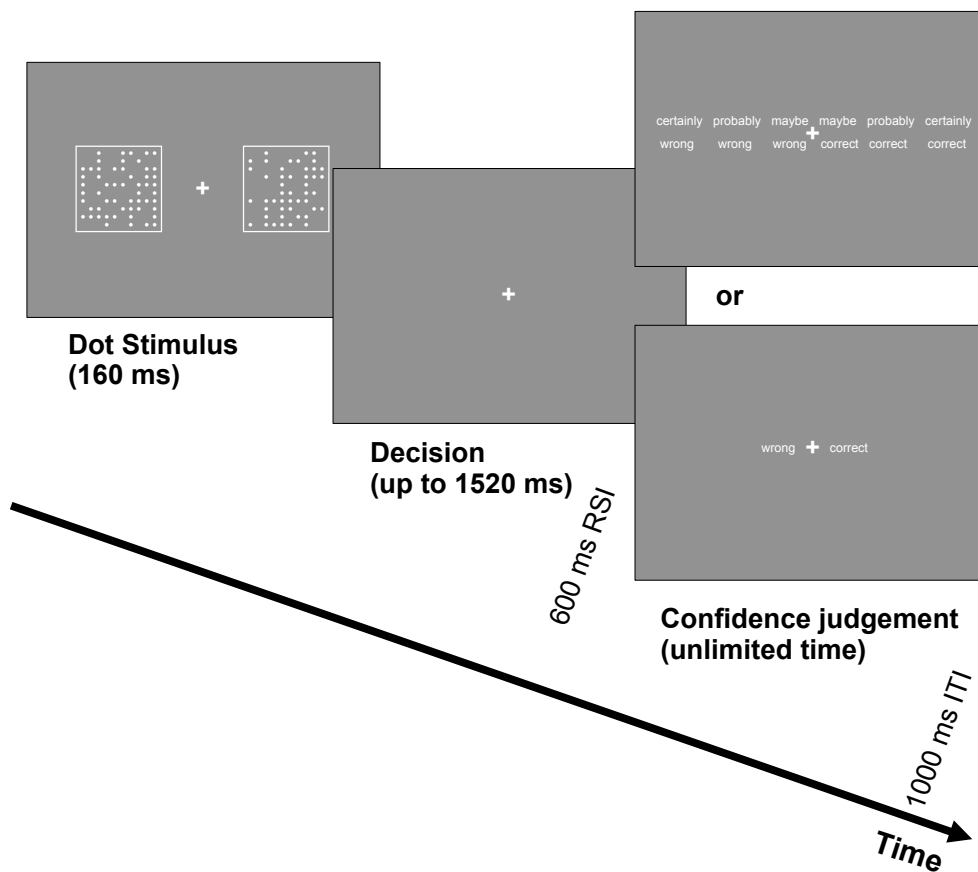 certainly probably maybe maybe probably certainly
wrong wrong wrong correct correct correct
or
Dot Stimulus
(160 ms)
Decision
(up to 1520 ms)
wrong correct
600 ms RSI
Confidence judgement
(unlimited time)
1000 ms ITI
Time